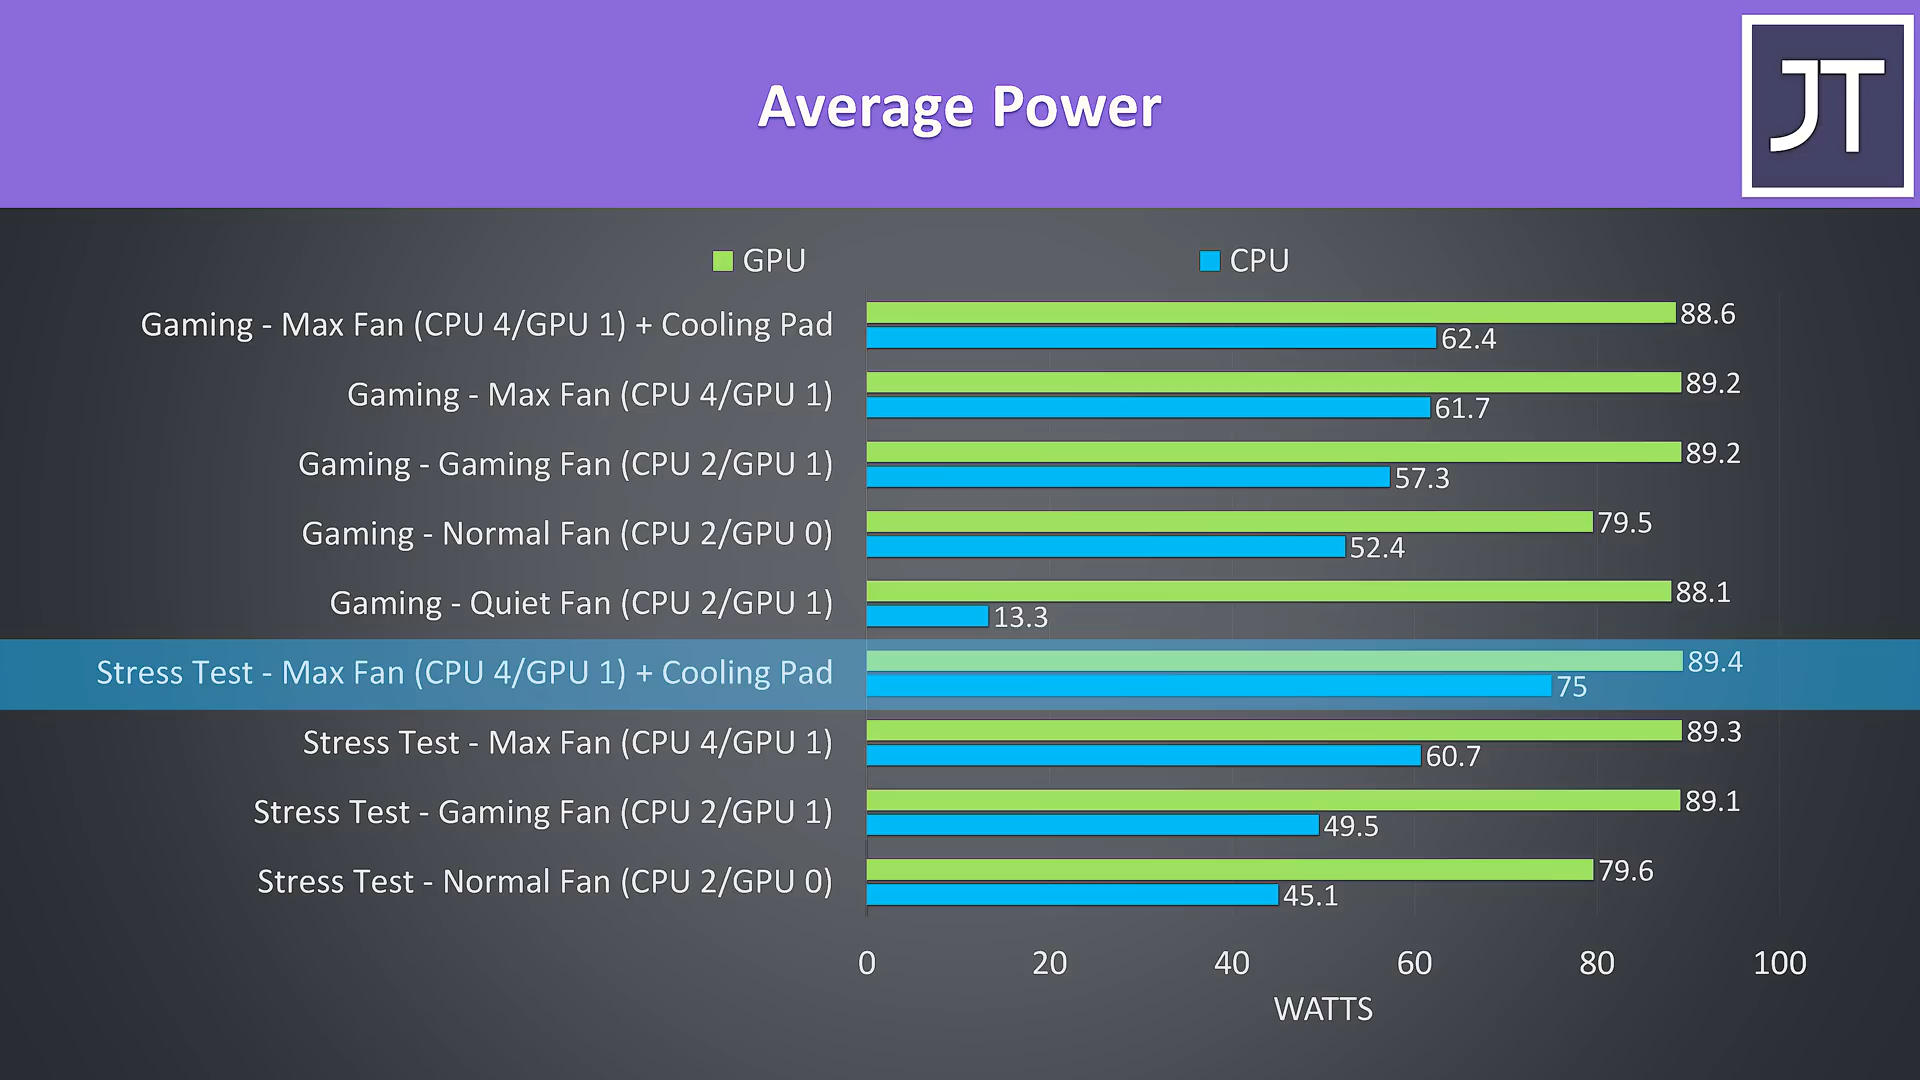 Average Power
JT
GPU
CPU
Gaming - Max Fan (CPU 4/GPU 1) + Cooling Pad
88.6
62.4
Gaming - Max Fan (CPU 4/GPU 1)
89.2
61.7
Gaming - Gaming Fan (CPU 2/GPU 1)
89.2
57.3
Gaming - Normal Fan (CPU 2/GPU 0)
79.5
52.4
Gaming - Quiet Fan (CPU 2/GPU 1)
88.1
13.3
Stress Test - Max Fan (CPU 4/GPU 1) + Cooling Pad
89.4
75
Stress Test - Max Fan (CPU 4/GPU 1)
89.3
60.7
Stress Test - Gaming Fan (CPU 2/GPU 1)
89.1
49.5
Stress Test - Normal Fan (CPU 2/GPU 0)
79.6
45.1
0 20 40 60 80 100
WATTS